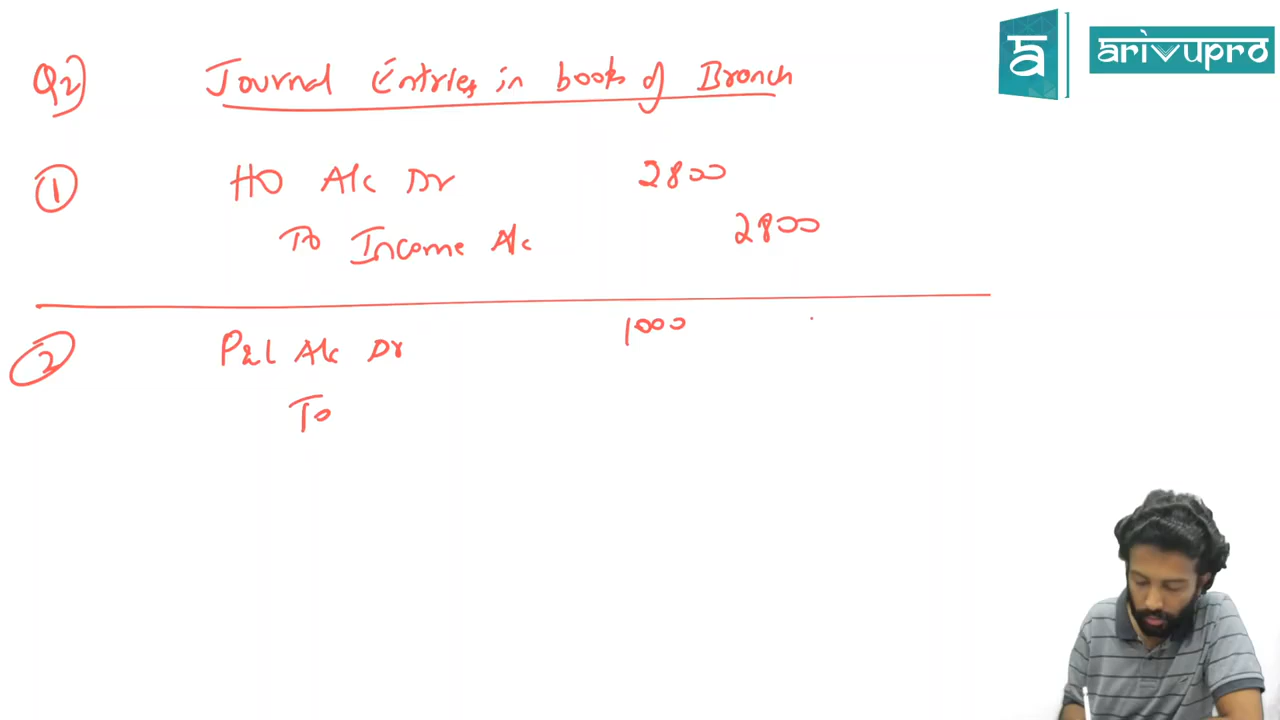 arivupro
Q2) Journal Entries in books of Branch
1 HO A/c Dr 2800
To Income A/c 2800
2 P&L A/c Dr 1000
To